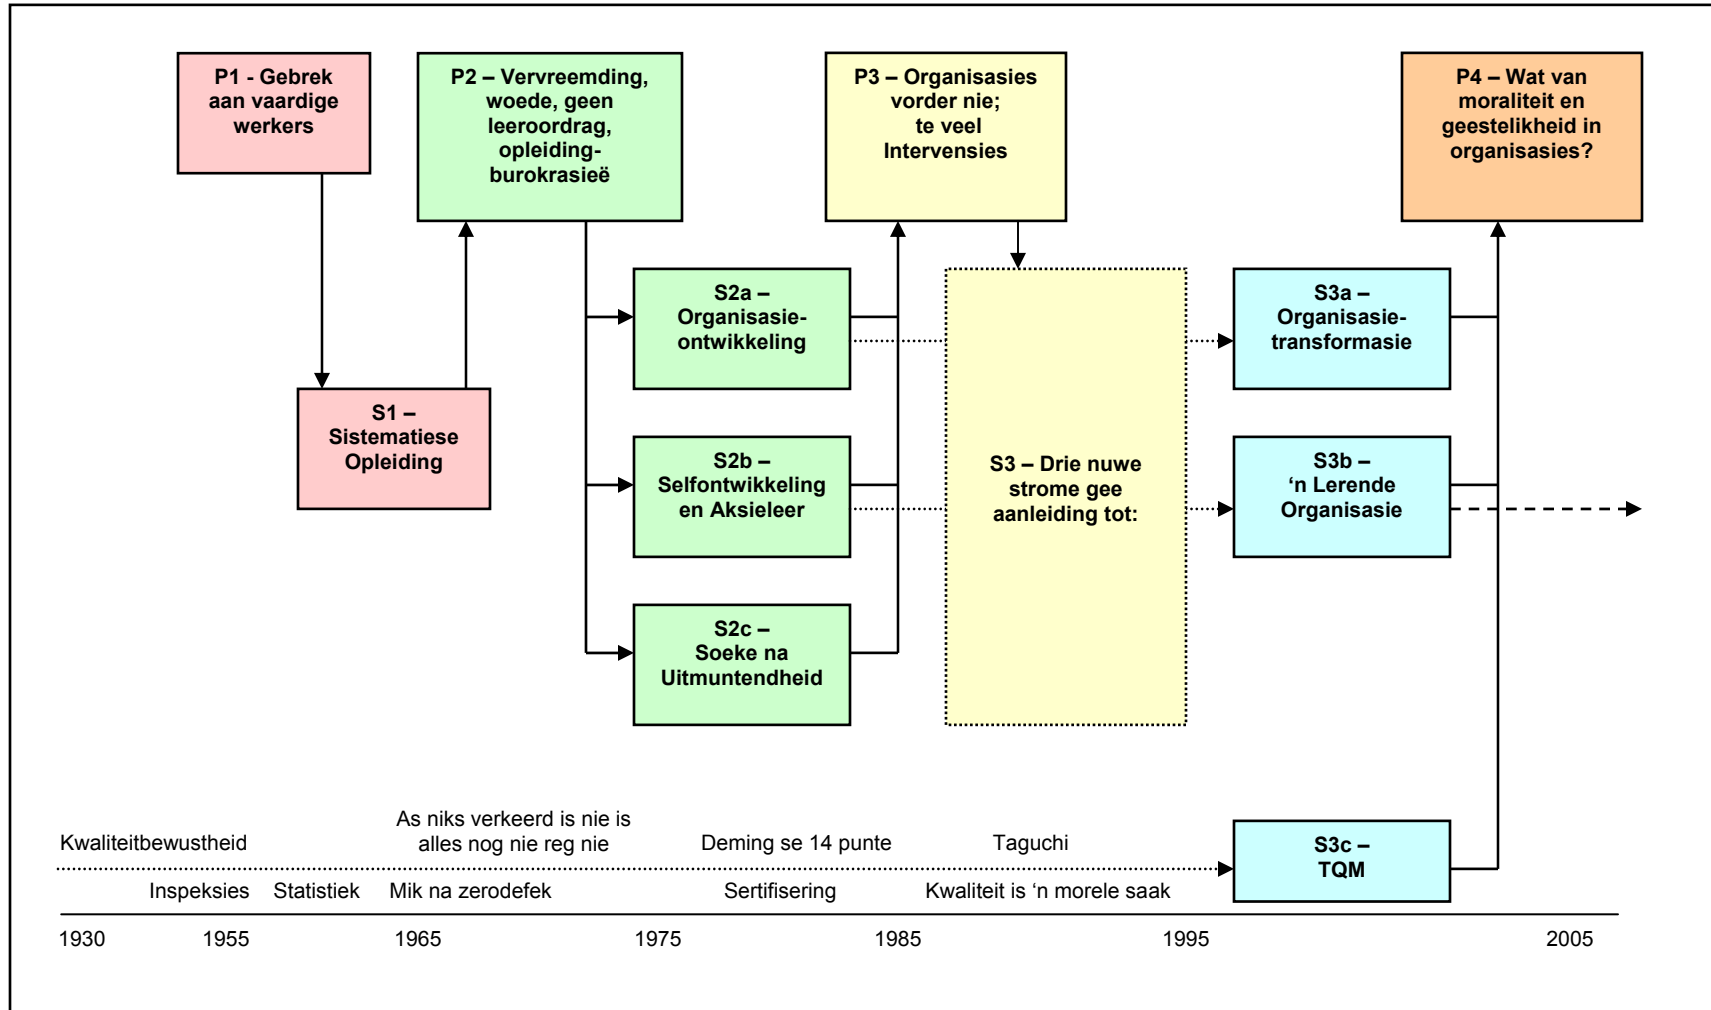 P1 - Gebrek
aan vaardige
werkers
P2 – Vervreemding,
woede, geen
leeroordrag,
opleiding-
burokrasieë
P3 – Organisasies
vorder nie;
te veel
Intervensies
P4 – Wat van
moraliteit en
geestelikheid in
organisasies?
S1 –
Sistematiese
Opleiding
S2a –
Organisasie-
ontwikkeling
S2b –
Selfontwikkeling
en Aksieleer
S2c –
Soeke na
Uitmuntendheid
S3 – Drie nuwe
strome gee
aanleiding tot:
S3a –
Organisasie-
transformasie
S3b –
‘n Lerende
Organisasie
S3c –
TQM
Kwaliteitbewustheid
As niks verkeerd is nie is
alles nog nie reg nie
Deming se 14 punte
Taguchi
Inspeksies
Statistiek
Mik na zerodefek
Sertifisering
Kwaliteit is ‘n morele saak
1930
1955
1965
1975
1985
1995
2005